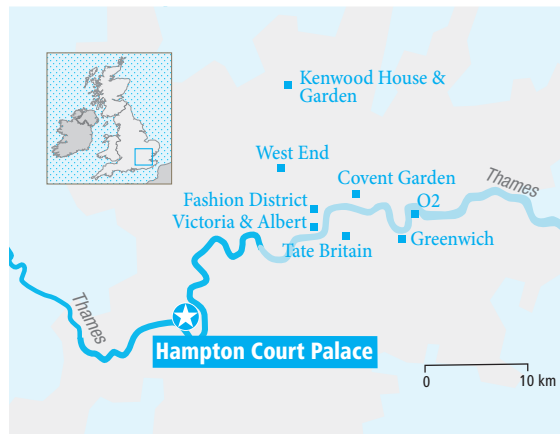 Kenwood House &
Garden
West End
Covent Garden
Thames
Fashion District
O2
Victoria & Albert
Tate Britain
Greenwich
Thames
Hampton Court Palace
0
10 km